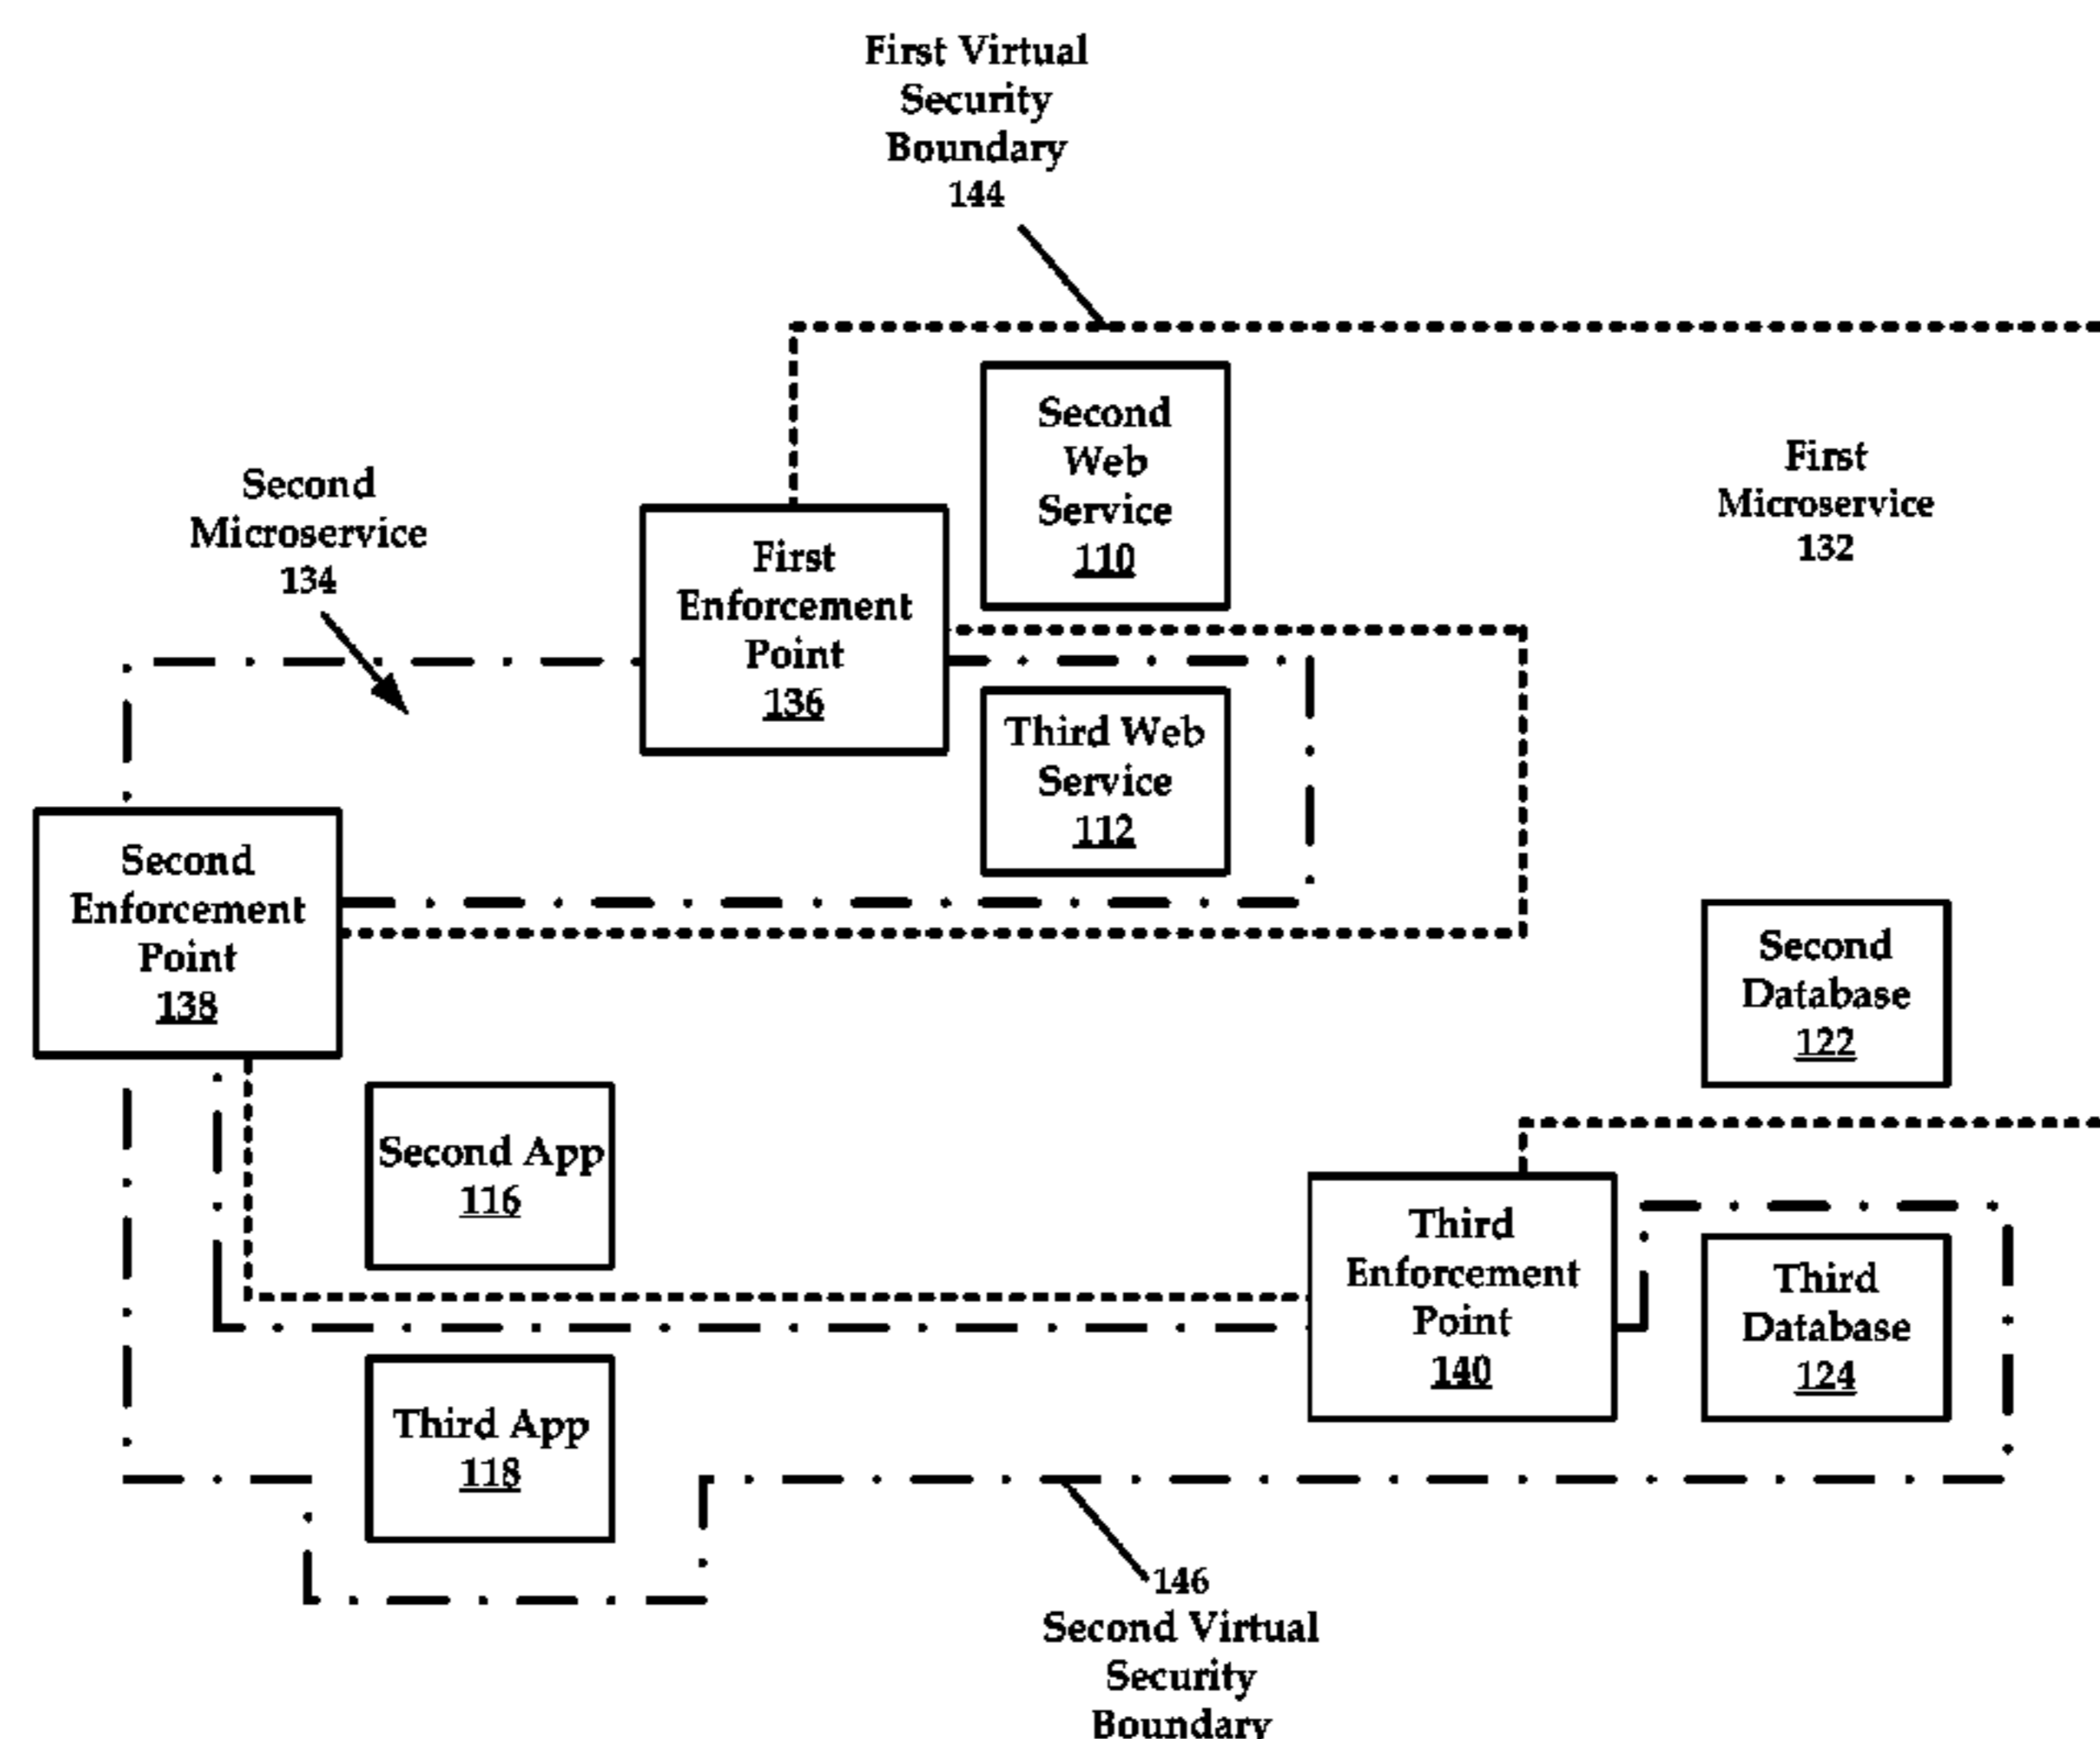 First Virtual
Security
Boundary
144
Second
Web
Service
110
First
Microservice
132
Second
Microservice
134
First
Enforcement
Point
136
Third Web
Service
112
Second
Enforcement
Point
138
Second
Database
122
Second App
116
Third
Enforcement
Point
140
Third
Database
124
Third App
118
146
Second Virtual
Security
Boundary